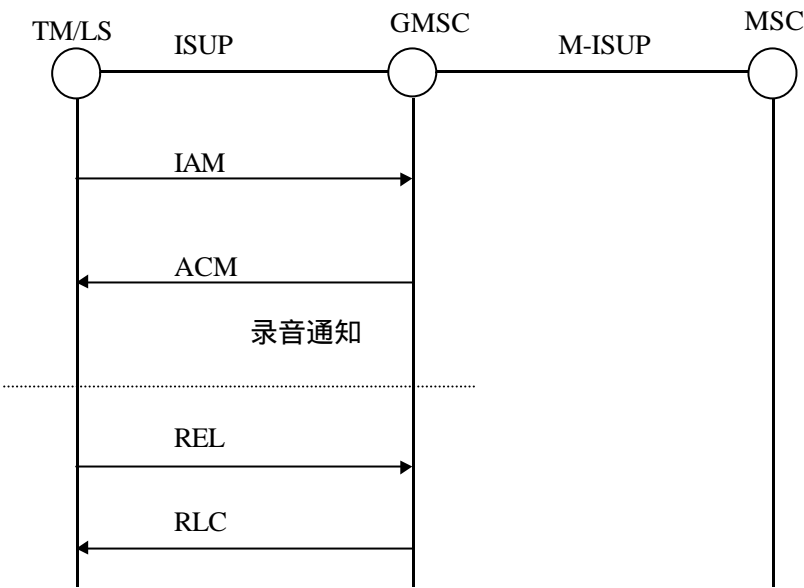 TM/LS
ISUP
GMSC
M-ISUP
MSC
IAM
ACM
录音通知
REL
RLC